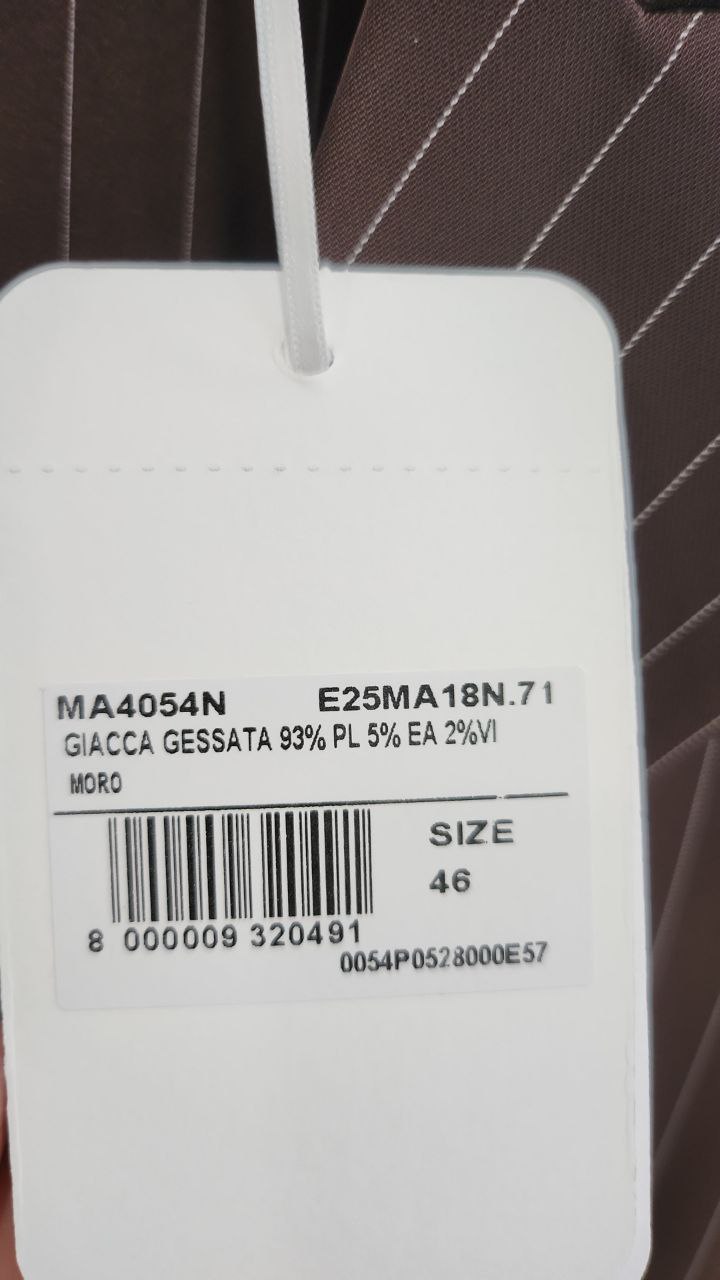 MA4054N E25MA18N.71
GIACCA GESSATA 93% PL 5% EA 2%VI
MORO
SIZE
46
8 000009 320491
0054P0528000E57